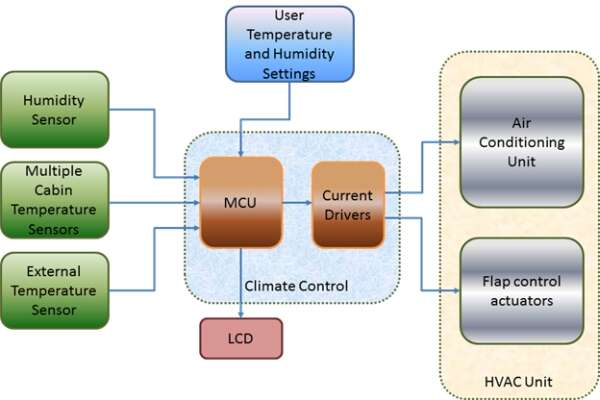 User
Temperature
and Humidity
Settings
Humidity
Sensor
Multiple
Cabin
Temperature
Sensors
External
Temperature
Sensor
MCU
Current
Drivers
Climate Control
LCD
Air
Conditioning
Unit
Flap control
actuators
HVAC Unit